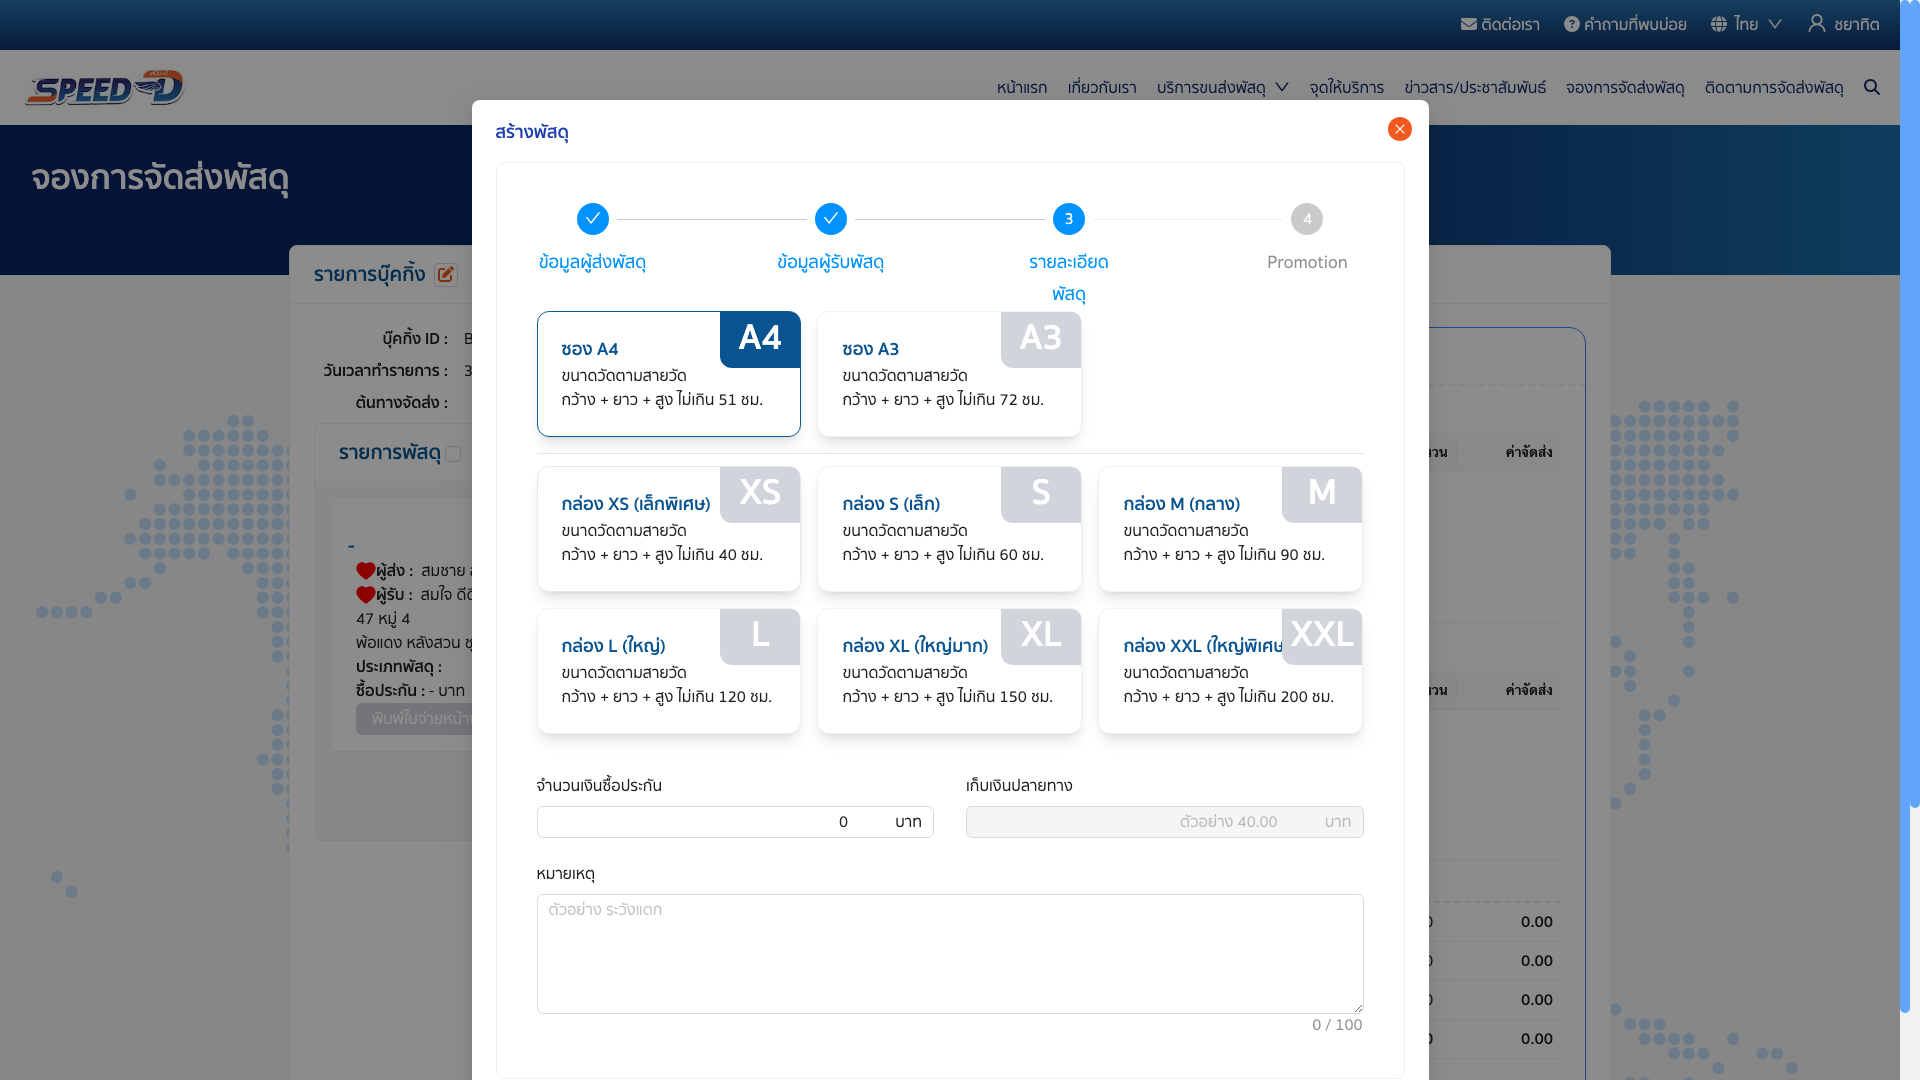 ติดต่อเรา
คำถามที่พบบ่อย
ไทย
ชยาทิต
SPEED D
หน้าแรก
เกี่ยวกับเรา
บริการขนส่งพัสดุ
จุดให้บริการ
ข่าวสาร/ประชาสัมพันธ์
จองการจัดส่งพัสดุ
ติดตามการจัดส่งพัสดุ
จองการจัดส่งพัสดุ
สร้างพัสดุ
3
4
ข้อมูลผู้ส่งพัสดุ
ข้อมูลผู้รับพัสดุ
รายละเอียด
พัสดุ
Promotion
รายการบุ๊คกิ้ง
บุ๊คกิ้ง ID :
วันเวลาทำรายการ : 3
ต้นทางจัดส่ง :
รายการพัสดุ
-
ผู้ส่ง : สมชาย
ผู้รับ : สมใจ
47 หมู่ 4
พ้อแดง หลังสวน
ประเภทพัสดุ :
ซื้อประกัน : - บาท
พิมพ์ใบจ่ายหน้า
ซอง A4
A4
ขนาดวัดตามสายวัด
กว้าง + ยาว + สูง ไม่เกิน 51 ซม.
ซอง A3
A3
ขนาดวัดตามสายวัด
กว้าง + ยาว + สูง ไม่เกิน 72 ซม.
กล่อง XS (เล็กพิเศษ)
XS
ขนาดวัดตามสายวัด
กว้าง + ยาว + สูง ไม่เกิน 40 ซม.
กล่อง S (เล็ก)
S
ขนาดวัดตามสายวัด
กว้าง + ยาว + สูง ไม่เกิน 60 ซม.
กล่อง M (กลาง)
M
ขนาดวัดตามสายวัด
กว้าง + ยาว + สูง ไม่เกิน 90 ซม.
กล่อง L (ใหญ่)
L
ขนาดวัดตามสายวัด
กว้าง + ยาว + สูง ไม่เกิน 120 ซม.
กล่อง XL (ใหญ่มาก)
XL
ขนาดวัดตามสายวัด
กว้าง + ยาว + สูง ไม่เกิน 150 ซม.
กล่อง XXL (ใหญ่พิเศษ
XXL
ขนาดวัดตามสายวัด
กว้าง + ยาว + สูง ไม่เกิน 200 ซม.
จำนวนเงินซื้อประกัน
0 บาท
เก็บเงินปลายทาง
ตัวอย่าง 40.00 บาท
หมายเหตุ
ตัวอย่าง ระวังแตก
0 / 100
ค่าจัดส่ง
ค่าจัดส่ง
0.00
0.00
0.00
0.00